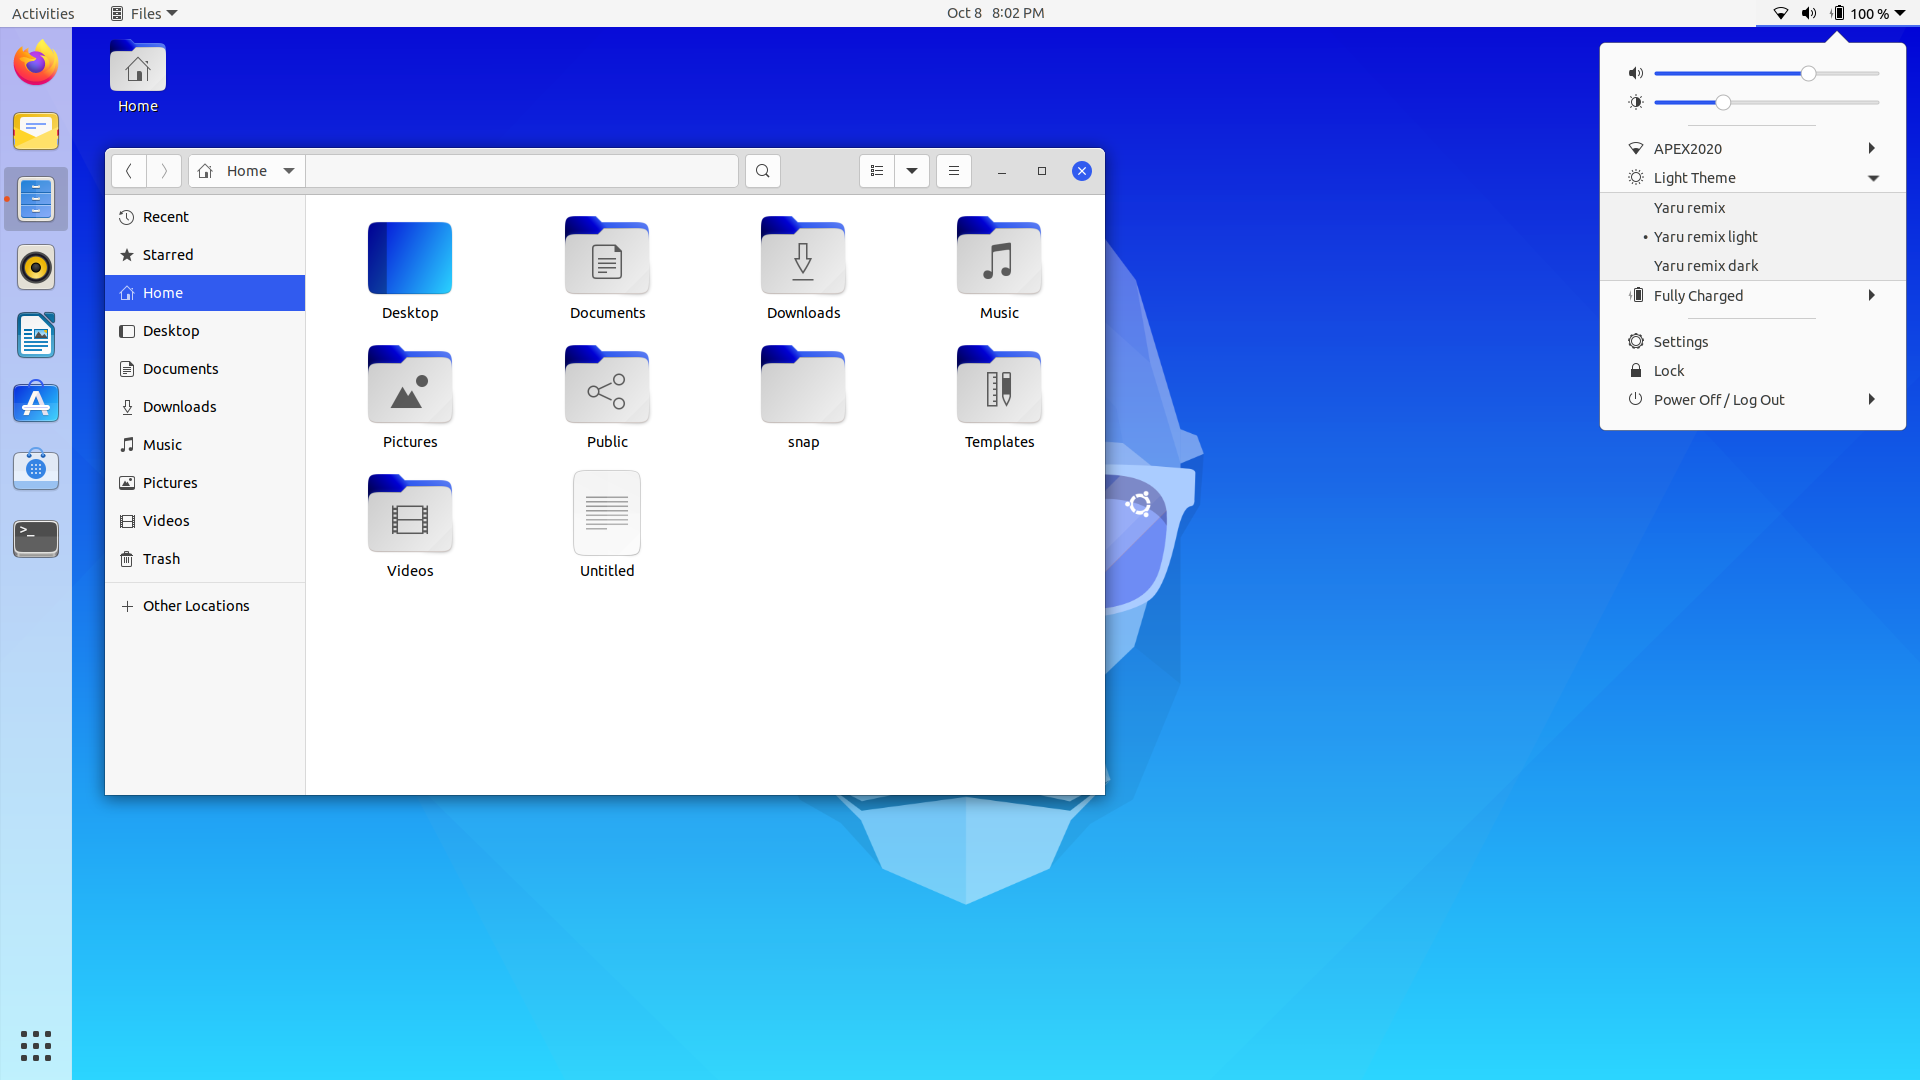 Activities
Files
Oct 8 8:02 PM
100 %
Home
Home
Recent
Starred
Home
Desktop
Documents
Downloads
Music
Pictures
Videos
Trash
Other Locations
Desktop
Documents
Downloads
Music
Pictures
Public
snap
Templates
Videos
Untitled
APEX2020
Light Theme
Yaru remix
• Yaru remix light
Yaru remix dark
Fully Charged
Settings
Lock
Power Off / Log Out
>_